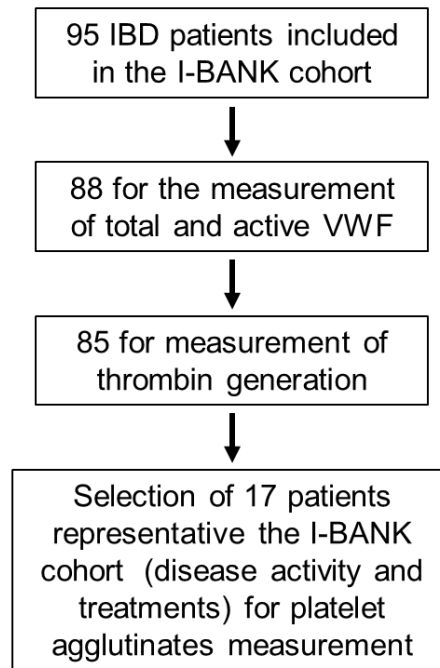 95 IBD patients included
in the I-BANK cohort
88 for the measurement
of total and active VWF
85 for measurement of
thrombin generation
Selection of 17 patients
representative the I-BANK
cohort (disease activity and
treatments) for platelet
agglutinates measurement